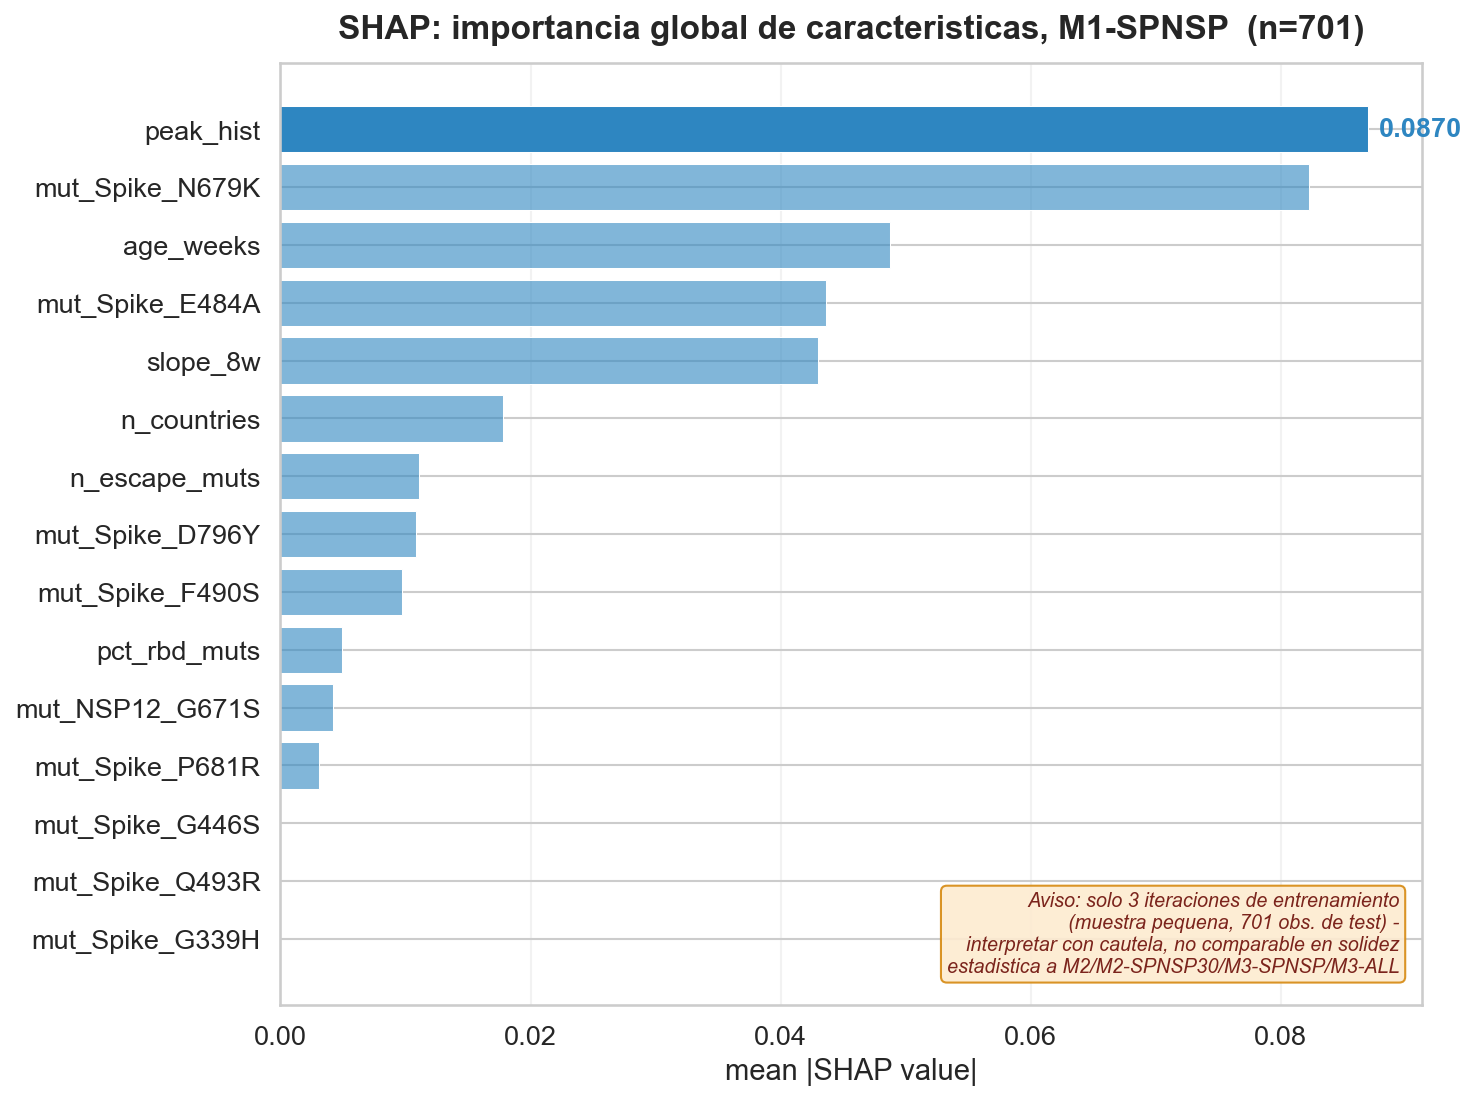 SHAP: importancia global de caracteristicas, M1-SPNSP (n=701)
peak_hist
0.0870
mut_Spike_N679K
age_weeks
mut_Spike_E484A
slope_8w
n_countries
n_escape_muts
mut_Spike_D796Y
mut_Spike_F490S
pct_rbd_muts
mut_NSP12_G671S
mut_Spike_P681R
mut_Spike_G446S
mut_Spike_Q493R
mut_Spike_G339H
Aviso: solo 3 iteraciones de entrenamiento
(muestra pequena, 701 obs. de test) -
interpretar con cautela, no comparable en solidez
estadistica a M2/M2-SPNSP30/M3-SPNSP/M3-ALL
0.00 0.02 0.04 0.06 0.08
mean |SHAP value|